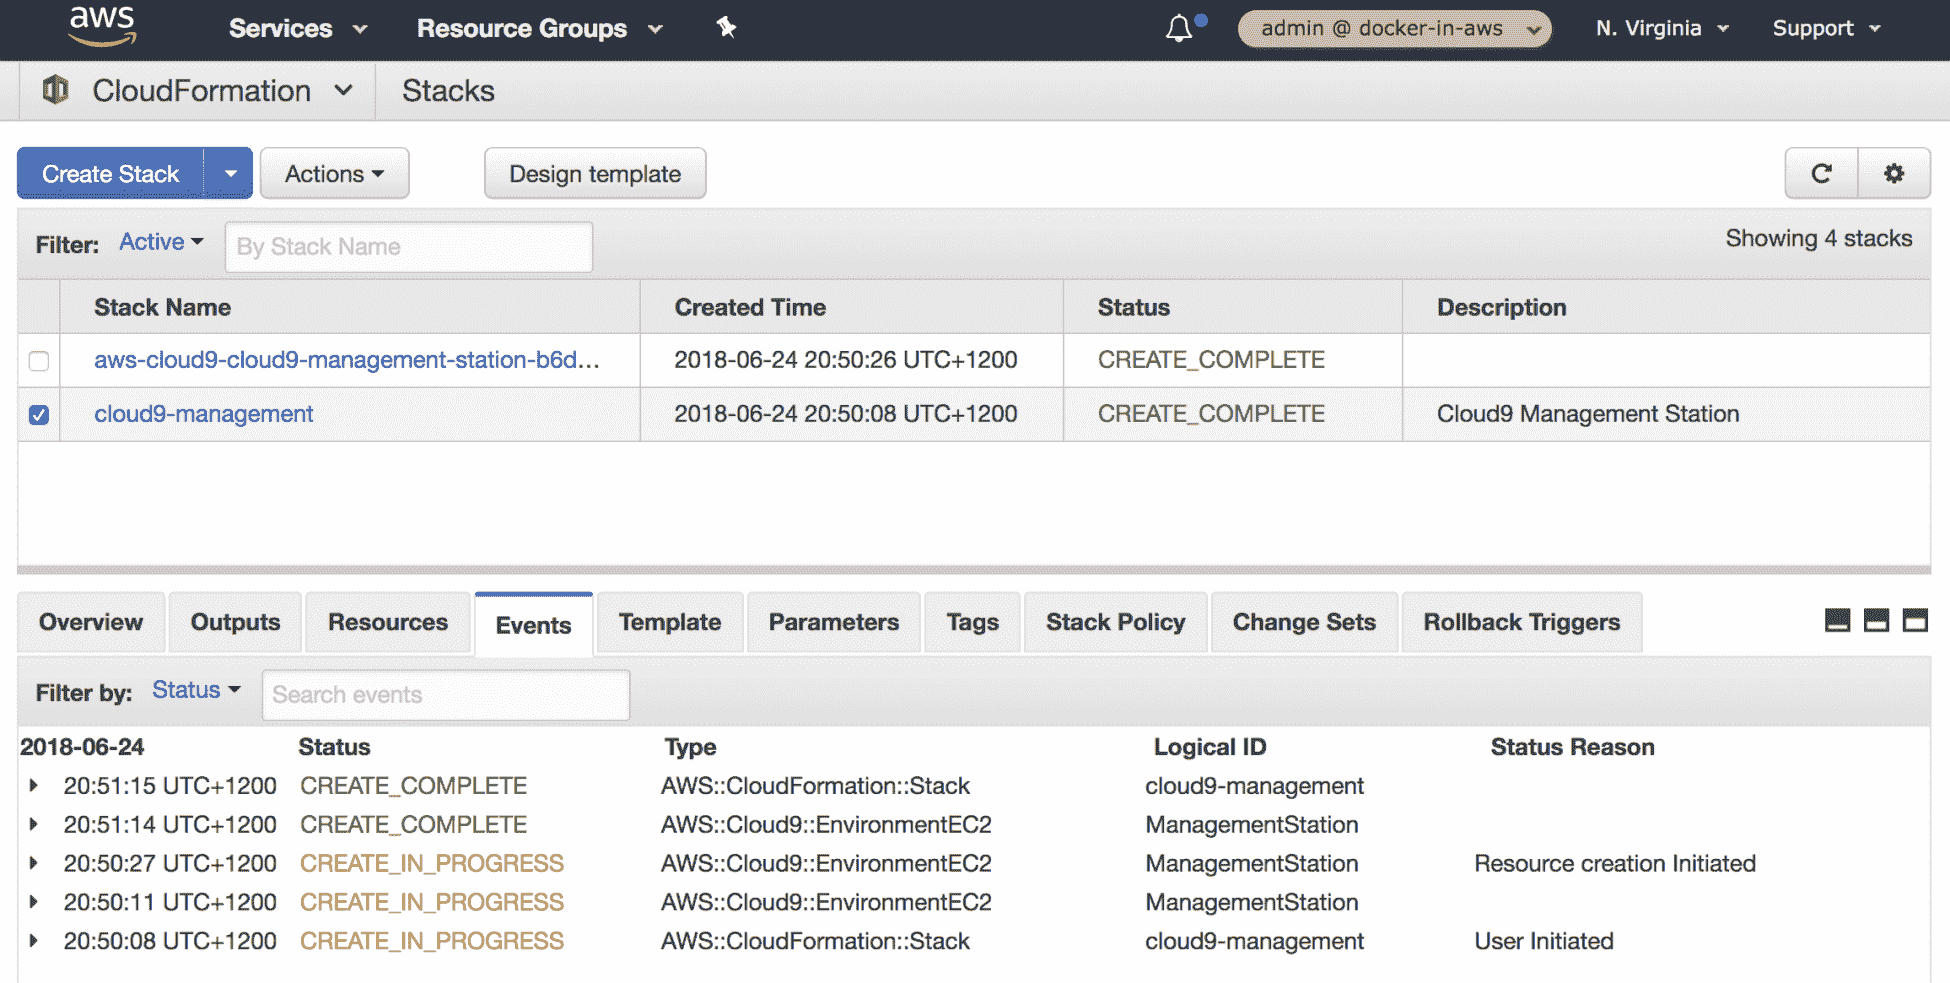 aws Services Resource Groups admin @ docker-in-aws N. Virginia Support
CloudFormation Stacks
Create Stack Actions Design template
Filter: Active By Stack Name Showing 4 stacks
Stack Name Created Time Status Description
aws-cloud9-cloud9-management-station-b6d... 2018-06-24 20:50:26 UTC+1200 CREATE_COMPLETE
cloud9-management 2018-06-24 20:50:08 UTC+1200 CREATE_COMPLETE Cloud9 Management Station
Overview Outputs Resources Events Template Parameters Tags Stack Policy Change Sets Rollback Triggers
Filter by: Status Search events
2018-06-24 Status Type Logical ID Status Reason
20:51:15 UTC+1200 CREATE_COMPLETE AWS::CloudFormation::Stack cloud9-management
20:51:14 UTC+1200 CREATE_COMPLETE AWS::Cloud9::EnvironmentEC2 ManagementStation
20:50:27 UTC+1200 CREATE_IN_PROGRESS AWS::Cloud9::EnvironmentEC2 ManagementStation Resource creation Initiated
20:50:11 UTC+1200 CREATE_IN_PROGRESS AWS::Cloud9::EnvironmentEC2 ManagementStation
20:50:08 UTC+1200 CREATE_IN_PROGRESS AWS::CloudFormation::Stack cloud9-management User Initiated